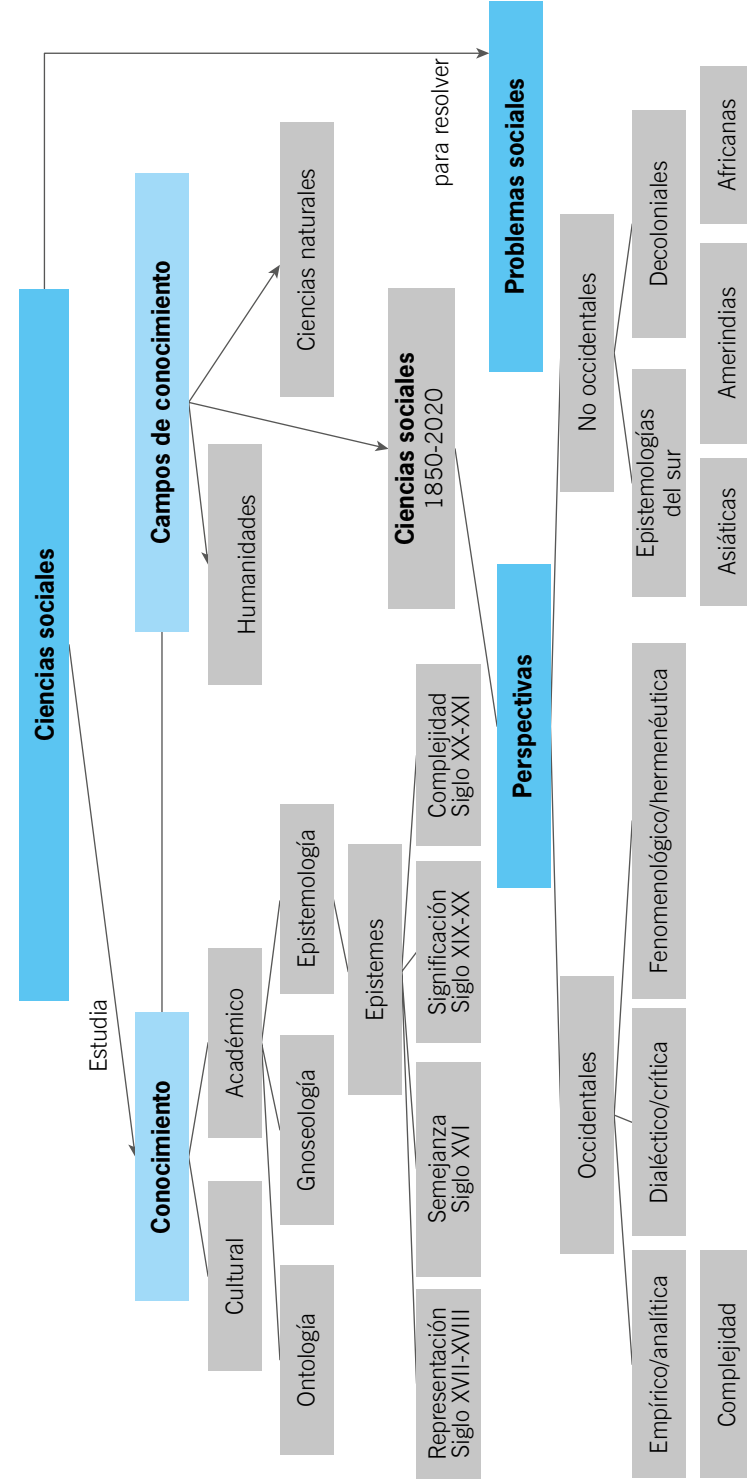 Ciencias sociales
Estudia
para resolver
Conocimiento
Campos de conocimiento
Cultural
Académico
Humanidades
Ontología
Gnoseología
Epistemología
Ciencias naturales
Epistemes
Ciencias sociales
1850-2020
Representación
Siglo XVII-XVIII
Semejanza
Siglo XVI
Significación
Siglo XIX-XX
Complejidad
Siglo XX-XXI
Problemas sociales
Perspectivas
Occidentales
No occidentales
Empírico/analítica
Dialéctico/crítica
Fenomenológico/hermenéutica
Epistemologías
del sur
Decoloniales
Complejidad
Asiáticas
Amerindias
Africanas